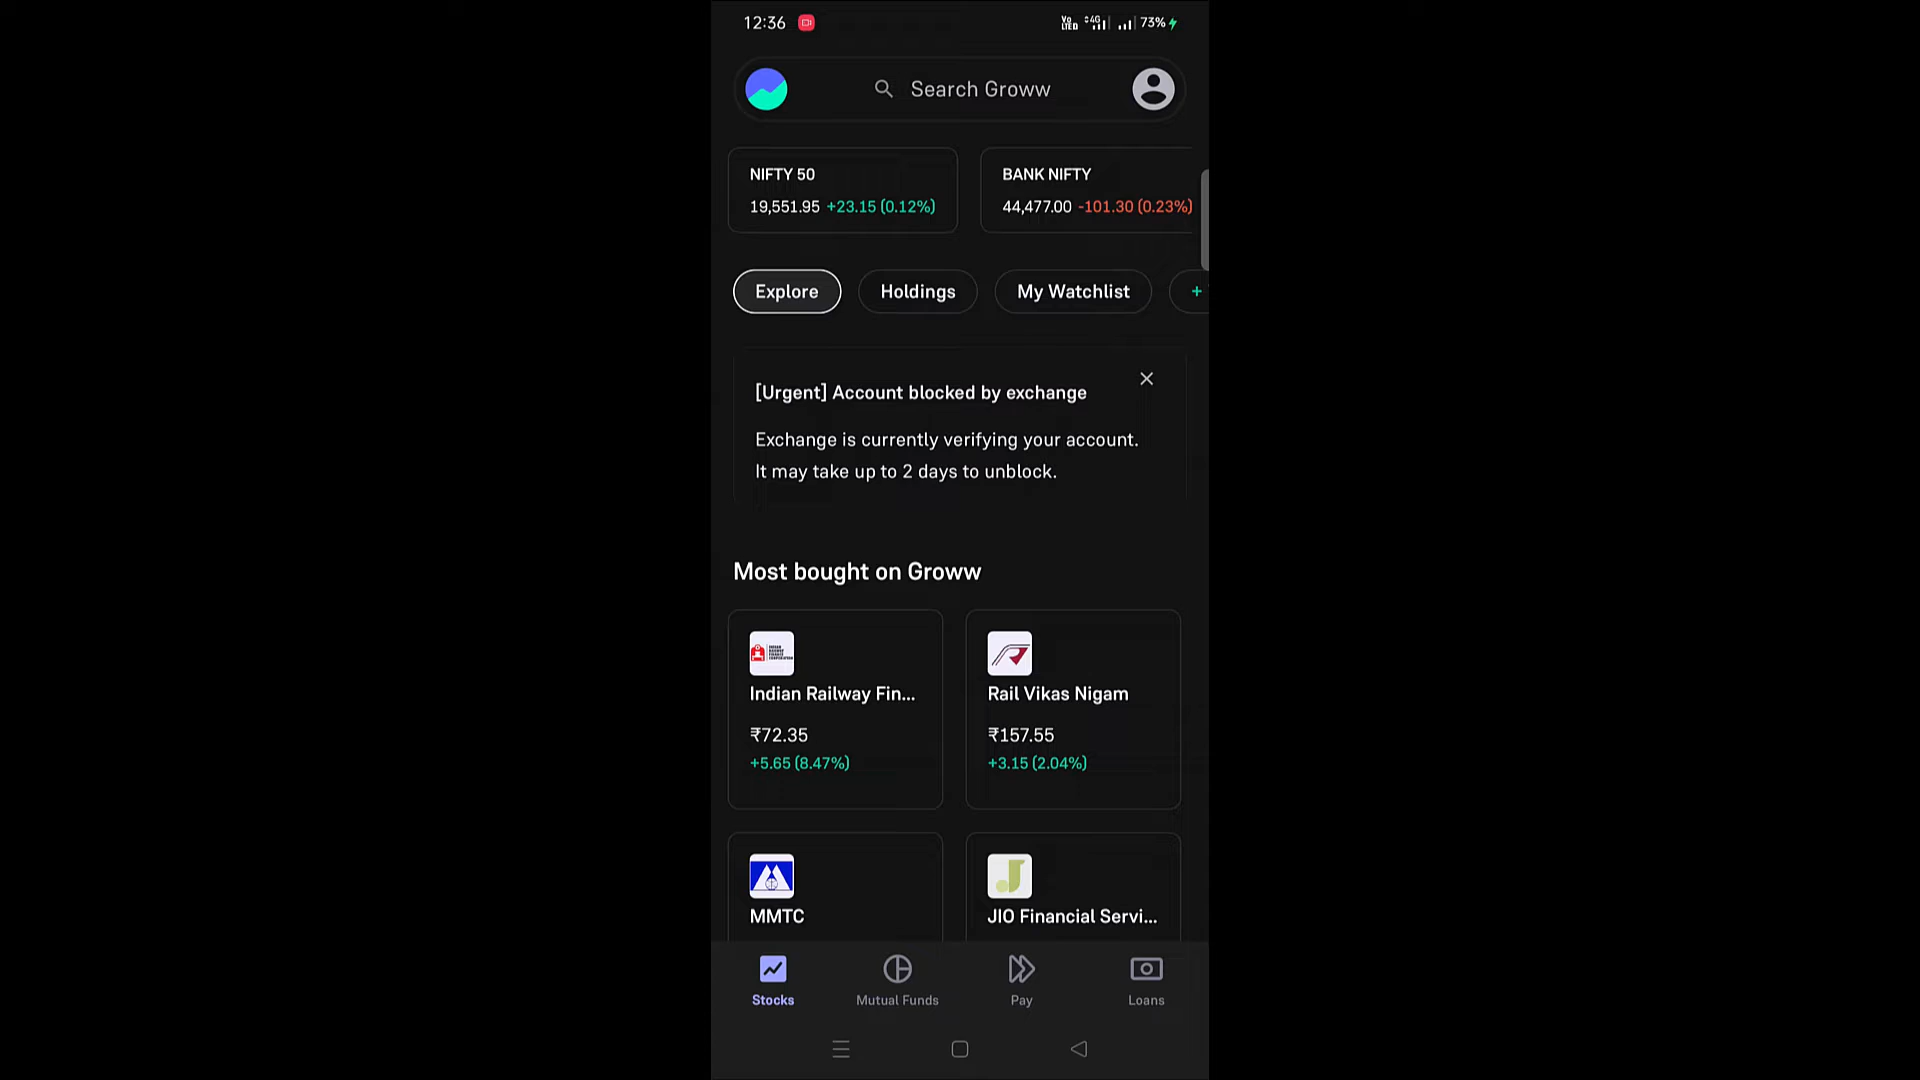 12:36
Vo LTED 4G 73%
Search Groww
NIFTY 50
19,551.95 +23.15 (0.12%)
BANK NIFTY
44,477.00 -101.30 (0.23%)
Explore
Holdings
My Watchlist
+
[Urgent] Account blocked by exchange
Exchange is currently verifying your account.
It may take up to 2 days to unblock.
Most bought on Groww
Indian Railway Fin...
₹72.35
+5.65 (8.47%)
Rail Vikas Nigam
₹157.55
+3.15 (2.04%)
MMTC
JIO Financial Servi...
Stocks
Mutual Funds
Pay
Loans